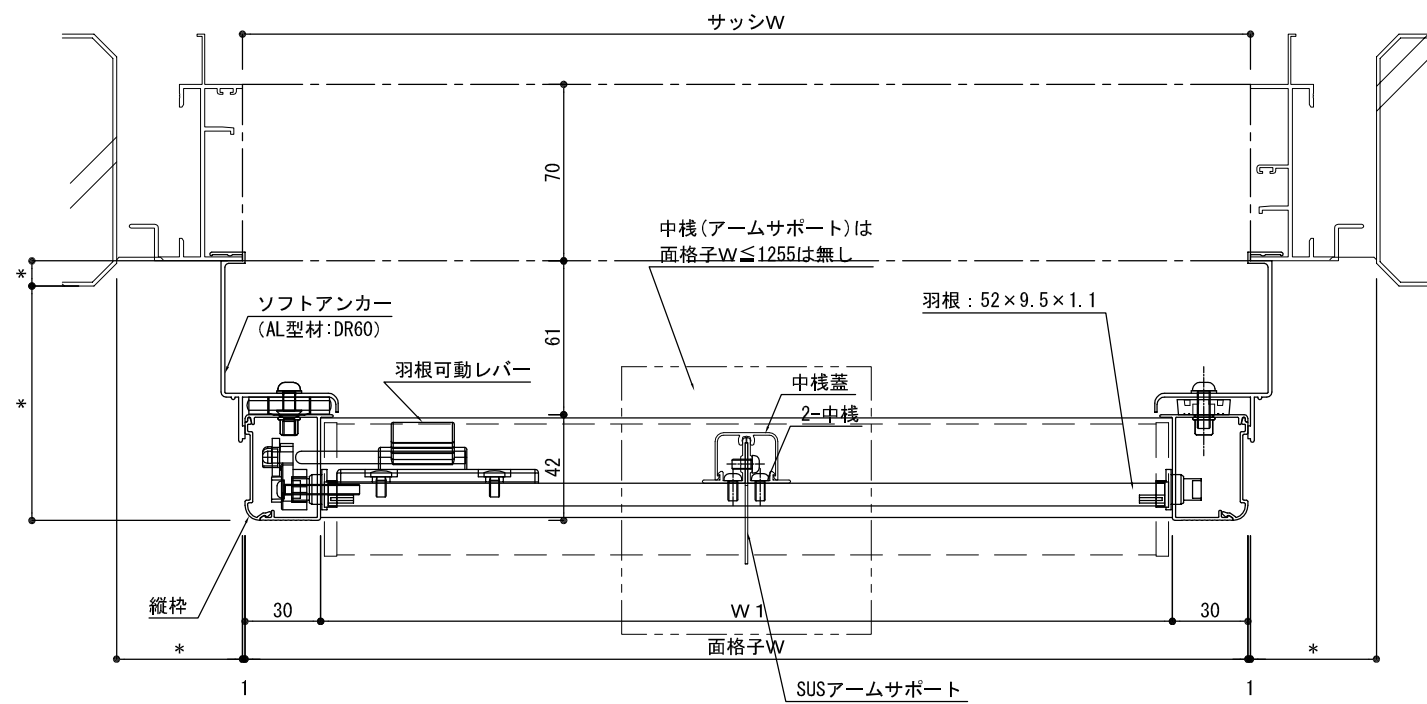 サッシW
70
中桟(アームサポート)は
面格子W≦1255は無し
*
ソフトアンカー
(AL型材:DR60)
羽根：52×9.5×1.1
61
羽根可動レバー
中桟蓋
*
2-中桟
42
縦枠
30
W1
30
*
面格子W
*
1
SUSアームサポート
1